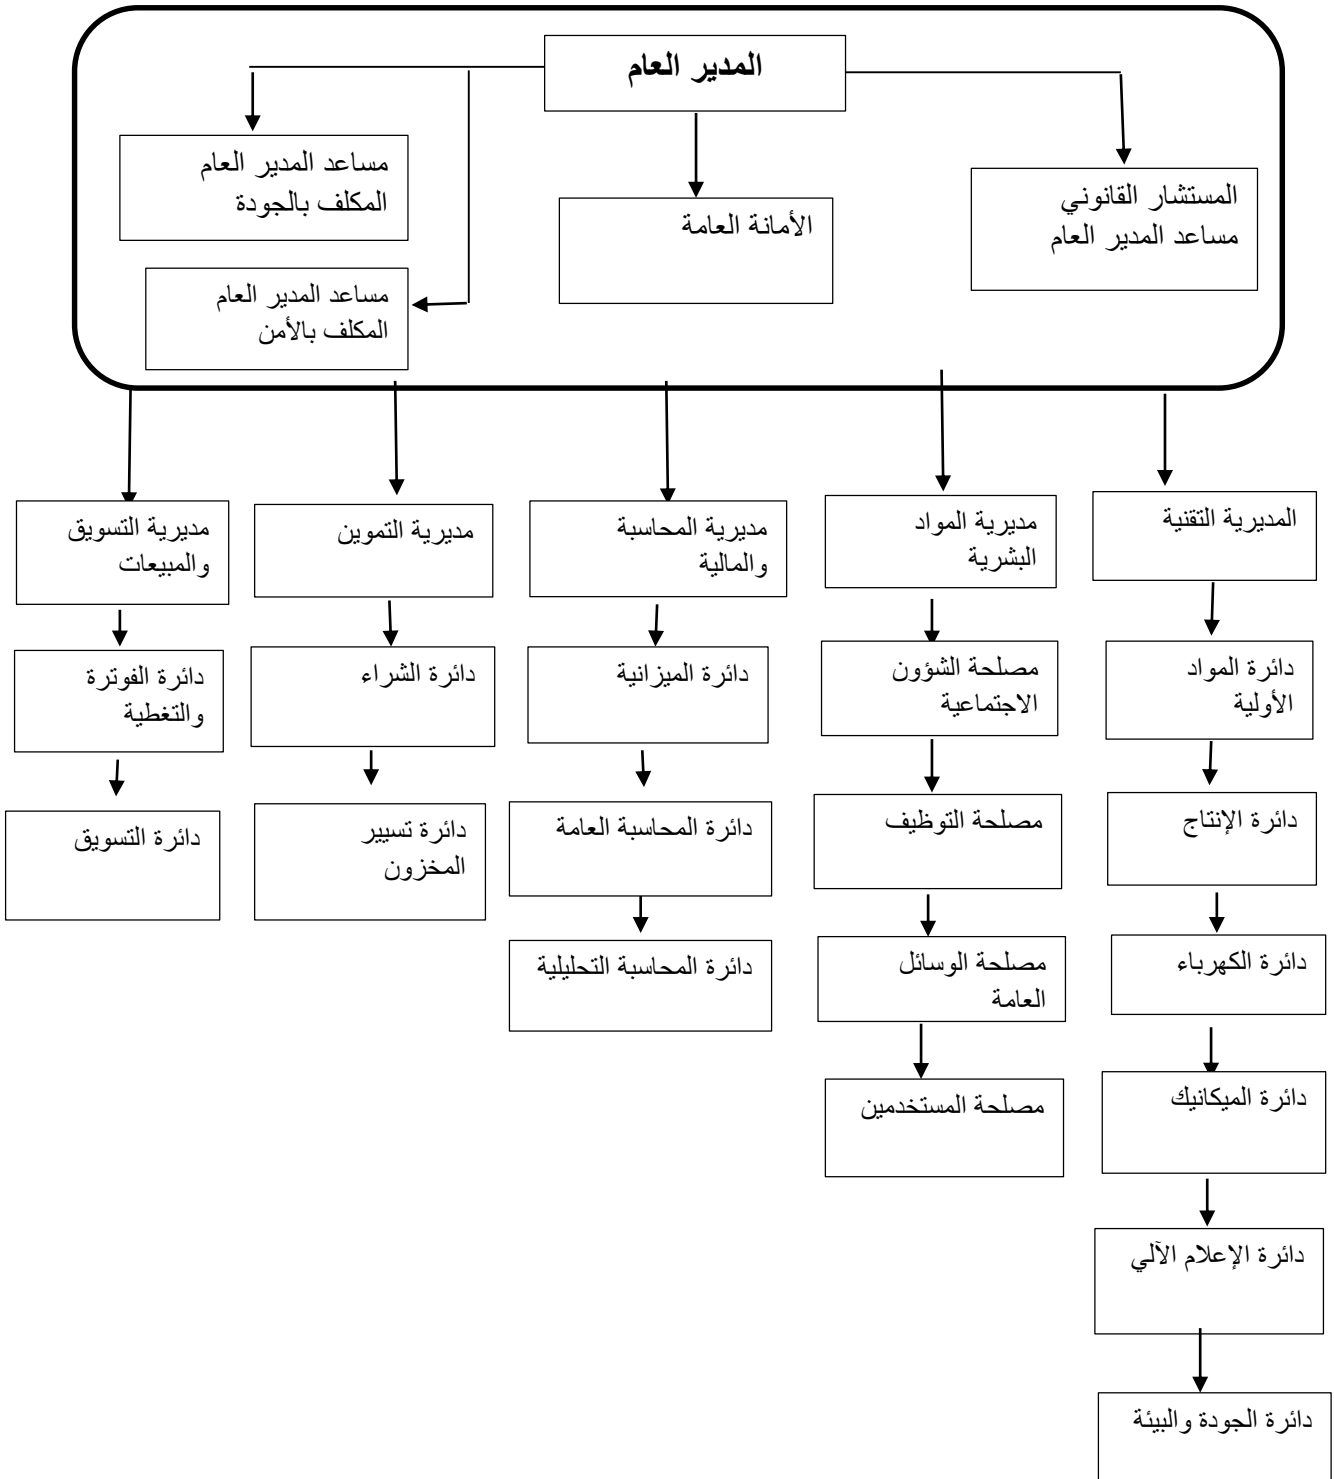 المدير العام
المستشار القانوني
مساعد المدير العام
الأمانة العامة
مساعد المدير العام
المكلف بالجودة
مساعد المدير العام
المكلف بالأمن
المديرية التقنية
دائرة المواد
الأولية
دائرة الإنتاج
دائرة الكهرباء
دائرة الميكانيك
دائرة الإعلام الآلي
دائرة الجودة والبيئة
مديرية المواد
البشرية
مصلحة الشؤون
الاجتماعية
مصلحة التوظيف
مصلحة الوسائل
العامة
مصلحة المستخدمين
مديرية المحاسبة
والمالية
دائرة الميزانية
دائرة المحاسبة العامة
دائرة المحاسبة التحليلية
مديرية التموين
دائرة الشراء
دائرة تسيير
المخزون
مديرية التسويق
والمبيعات
دائرة الفوترة
والتغطية
دائرة التسويق